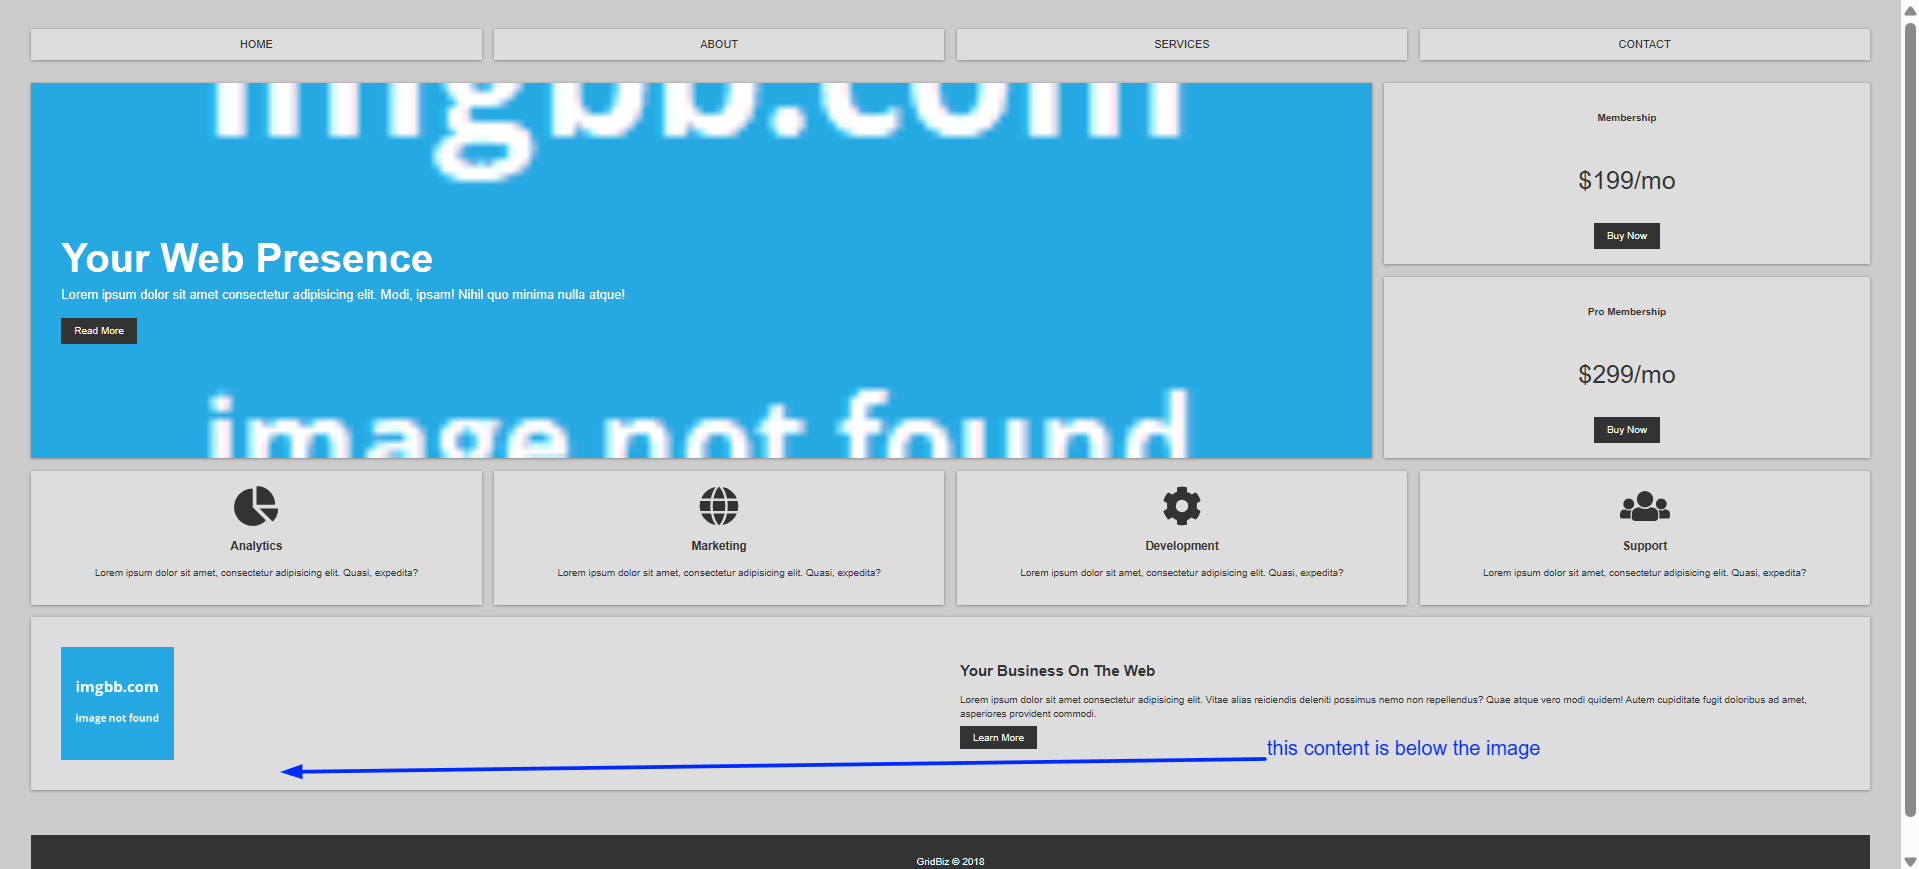 HOME
ABOUT
SERVICES
CONTACT
imgbb.com
Your Web Presence
Lorem ipsum dolor sit amet consectetur adipisicing elit. Modi, ipsam! Nihil quo minima nulla atque!
Read More
image not found
Membership
$199/mo
Buy Now
Pro Membership
$299/mo
Buy Now
Analytics
Lorem ipsum dolor sit amet, consectetur adipisicing elit. Quasi, expedita?
Marketing
Lorem ipsum dolor sit amet, consectetur adipisicing elit. Quasi, expedita?
Development
Lorem ipsum dolor sit amet, consectetur adipisicing elit. Quasi, expedita?
Support
Lorem ipsum dolor sit amet, consectetur adipisicing elit. Quasi, expedita?
imgbb.com
image not found
Your Business On The Web
Lorem ipsum dolor sit amet consectetur adipisicing elit. Vitae alias reiciendis deleniti possimus nemo non repellendus? Quae atque vero modi quidem! Autem cupiditate fugit doloribus ad amet,
asperiores provident commodi.
Learn More
this content is below the image
GridBiz © 2018